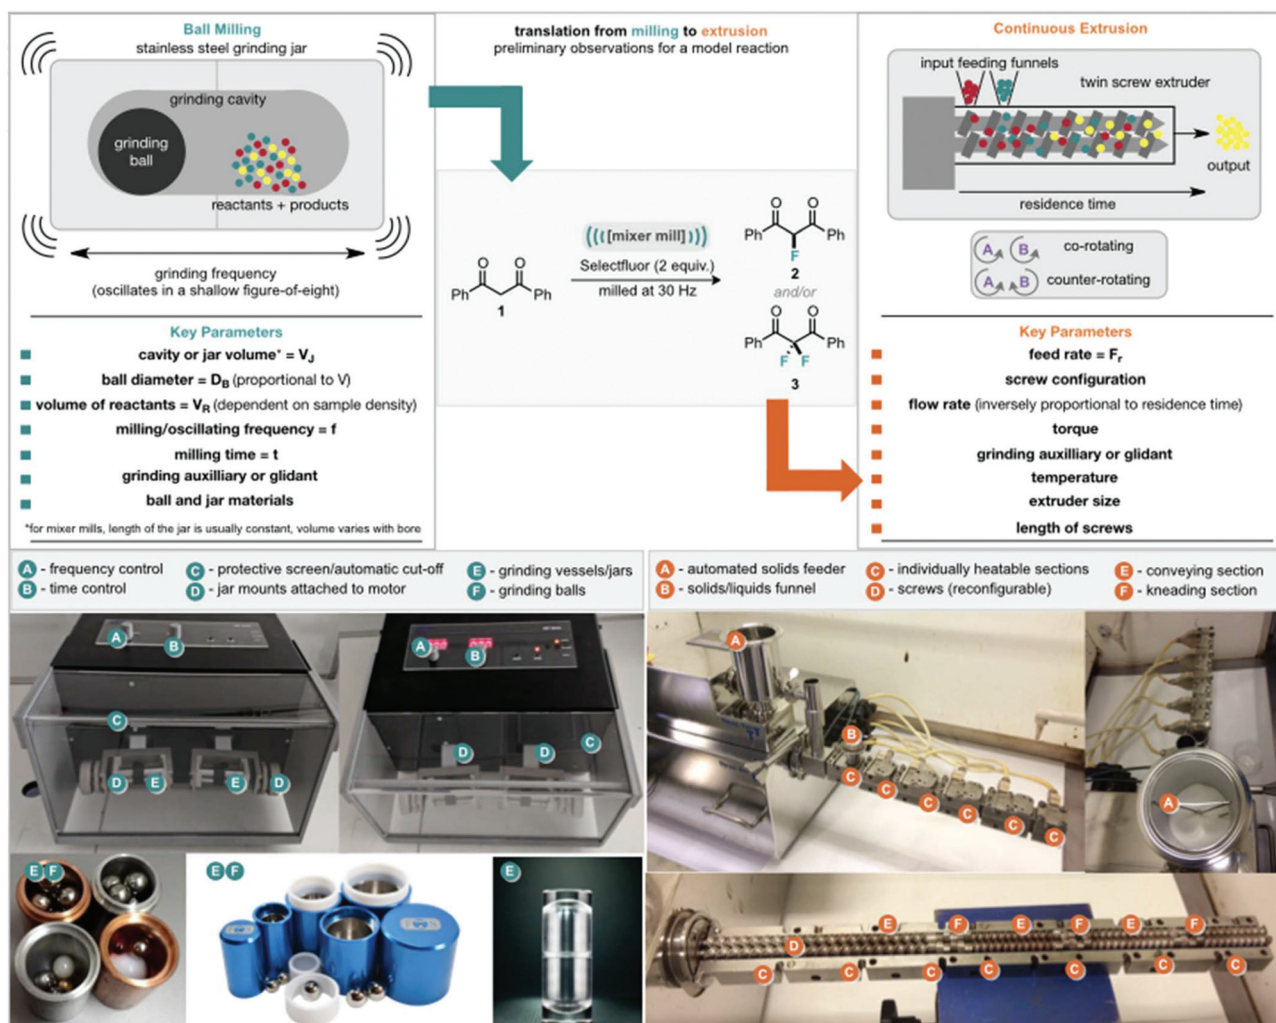 Ball Milling
stainless steel grinding jar
grinding cavity
grinding
ball
reactants + products
grinding frequency
(oscillates in a shallow figure-of-eight)
Key Parameters
cavity or jar volume* = VJ
ball diameter = DB (proportional to V)
volume of reactants = VR (dependent on sample density)
milling/oscillating frequency = f
milling time = t
grinding auxilliary or glidant
ball and jar materials
*for mixer mills, length of the jar is usually constant, volume varies with bore
translation from milling to extrusion
preliminary observations for a model reaction
O O
Ph Ph
1
(((mixer mill)))
Selectfluor (2 equiv.)
milled at 30 Hz
O O
Ph Ph
F
2
and/or
O O
Ph Ph
F F
3
Continuous Extrusion
input feeding funnels
twin screw extruder
output
residence time
A B co-rotating
A B counter-rotating
Key Parameters
feed rate = Fr
screw configuration
flow rate (inversely proportional to residence time)
torque
grinding auxilliary or glidant
temperature
extruder size
length of screws
A - frequency control
B - time control
C - protective screen/automatic cut-off
D - jar mounts attached to motor
E - grinding vessels/jars
F - grinding balls
A - automated solids feeder
B - solids/liquids funnel
C - individually heatable sections
D - screws (reconfigurable)
E - conveying section
F - kneading section
A B
C
D E E D
A B
D D C
E F
E F
E
A
B
C C C C C C
A
E F E F E F
D
C C C C C C C